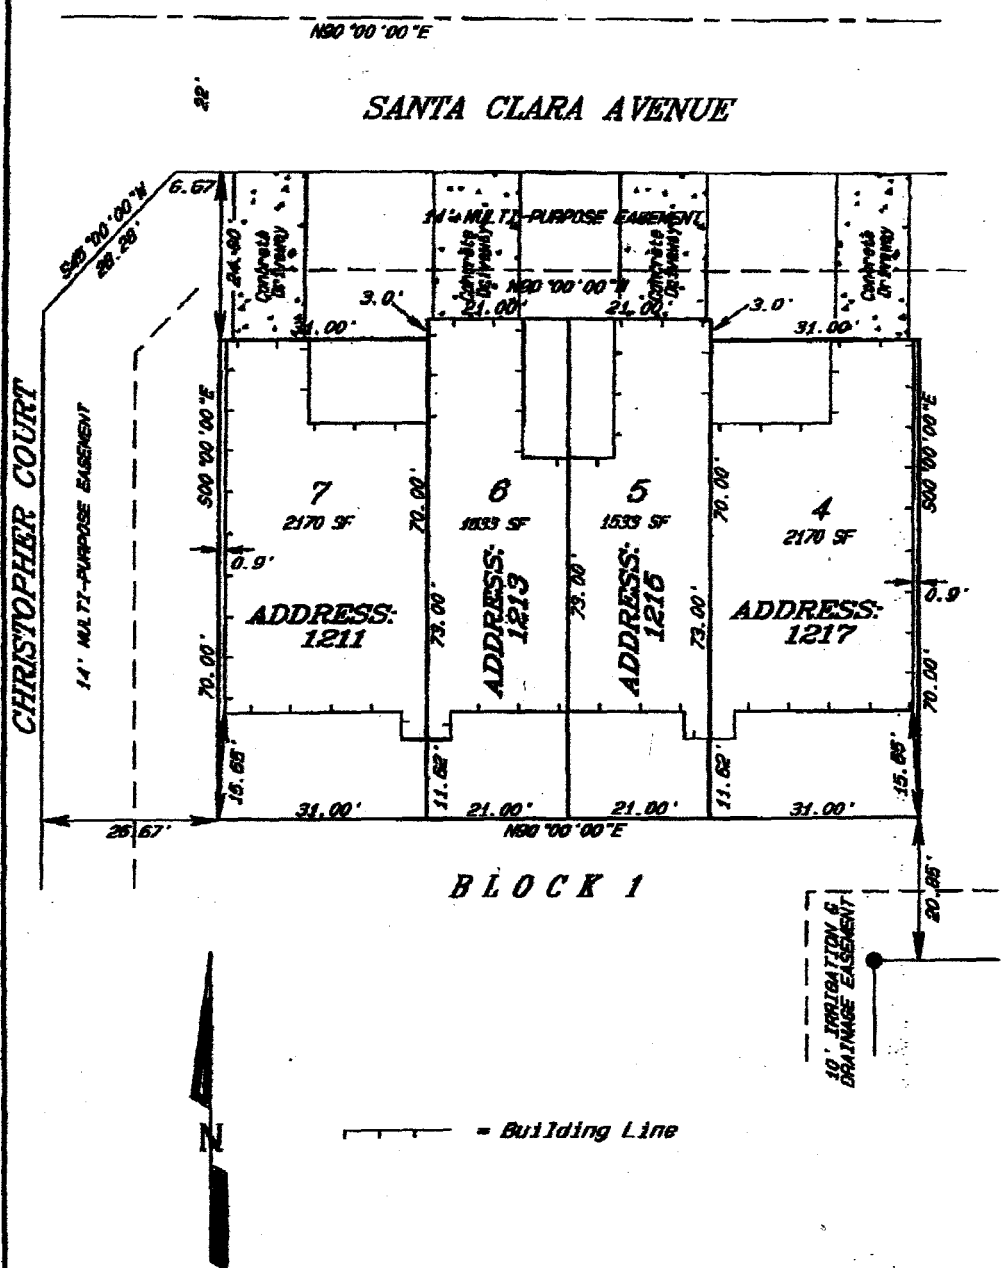 N90°00'00"E
22'
SANTA CLARA AVENUE
6.67
S45°00'00"W
28.28'
24.90
Concrete
Driveway
14' MULTI-PURPOSE EASEMENT
Concrete
Driveway
Concrete
Driveway
Concrete
Driveway
N90°00'00"W
3.0'
21.00'
21.00'
3.0'
31.00'
31.00'
CHRISTOPHER COURT
14' MULTI-PURPOSE EASEMENT
S00°00'00"E
70.00'
70.00'
S00°00'00"E
7
2170 SF
6
1533 SF
5
1533 SF
4
2170 SF
0.9'
0.9'
ADDRESS:
1211
ADDRESS:
1213
ADDRESS:
1215
ADDRESS:
1217
73.00'
73.00'
73.00'
70.00'
70.00'
15.65'
11.62'
11.62'
15.65'
31.00'
21.00'
21.00'
31.00'
26.67'
N90°00'00"E
BLOCK 1
20.85'
10' IRRIGATION &
DRAINAGE EASEMENT
N
= Building Line